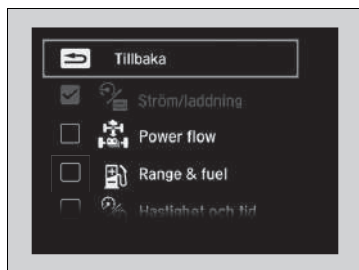 Tillbaka
Ström/laddning
Power flow
Range & fuel
Hastighet och tid